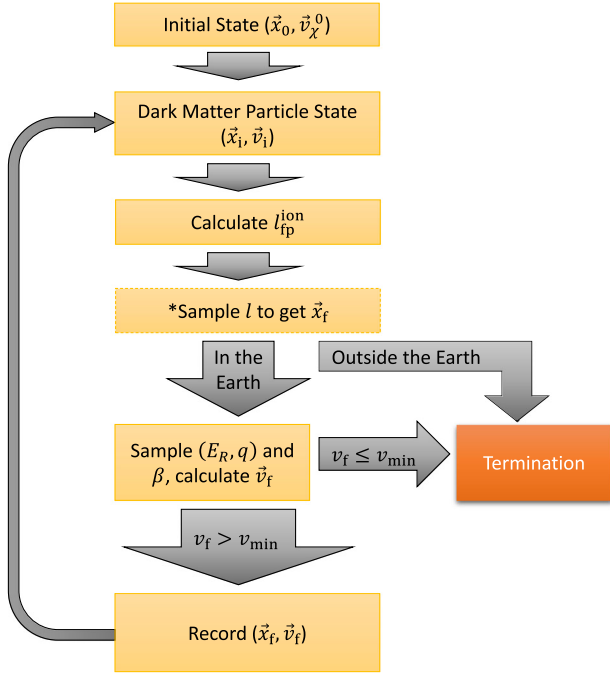 Initial State (x⃗₀, v⃗ᵪ⁰)
Dark Matter Particle State
(x⃗ᵢ, v⃗ᵢ)
Calculate l_fp^ion
*Sample l to get x⃗_f
In the
Earth
Outside the Earth
Sample (E_R, q) and
β, calculate v⃗_f
v_f ≤ v_min
Termination
v_f > v_min
Record (x⃗_f, v⃗_f)